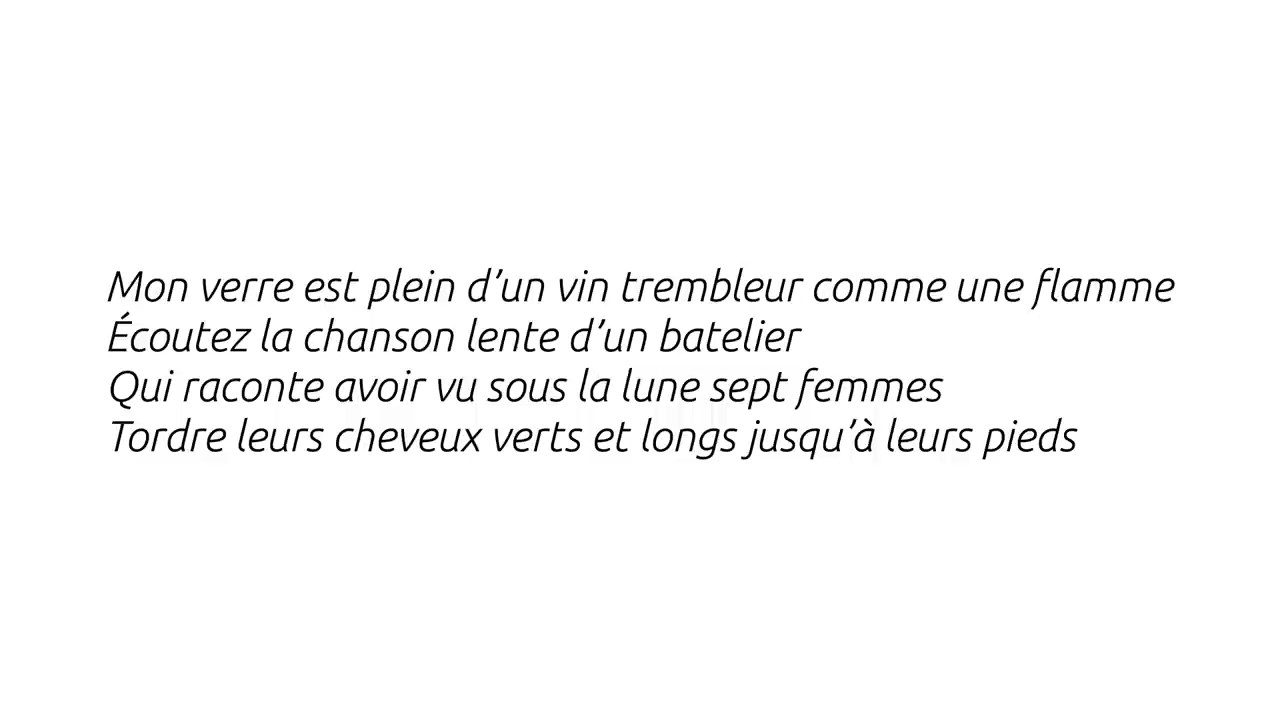 Mon verre est plein d’un vin trembleur comme une flamme
Écoutez la chanson lente d’un batelier
Qui raconte avoir vu sous la lune sept femmes
Tordre leurs cheveux verts et longs jusqu’à leurs pieds